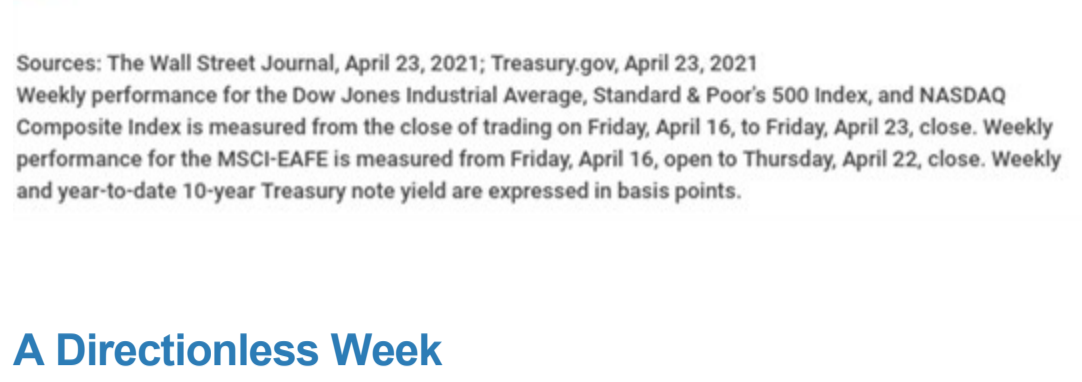 Sources: The Wall Street Journal, April 23, 2021; Treasury.gov, April 23, 2021
Weekly performance for the Dow Jones Industrial Average, Standard & Poor's 500 Index, and NASDAQ
Composite Index is measured from the close of trading on Friday, April 16, to Friday, April 23, close. Weekly
performance for the MSCI-EAFE is measured from Friday, April 16, open to Thursday, April 22, close. Weekly
and year-to-date 10-year Treasury note yield are expressed in basis points.
A Directionless Week